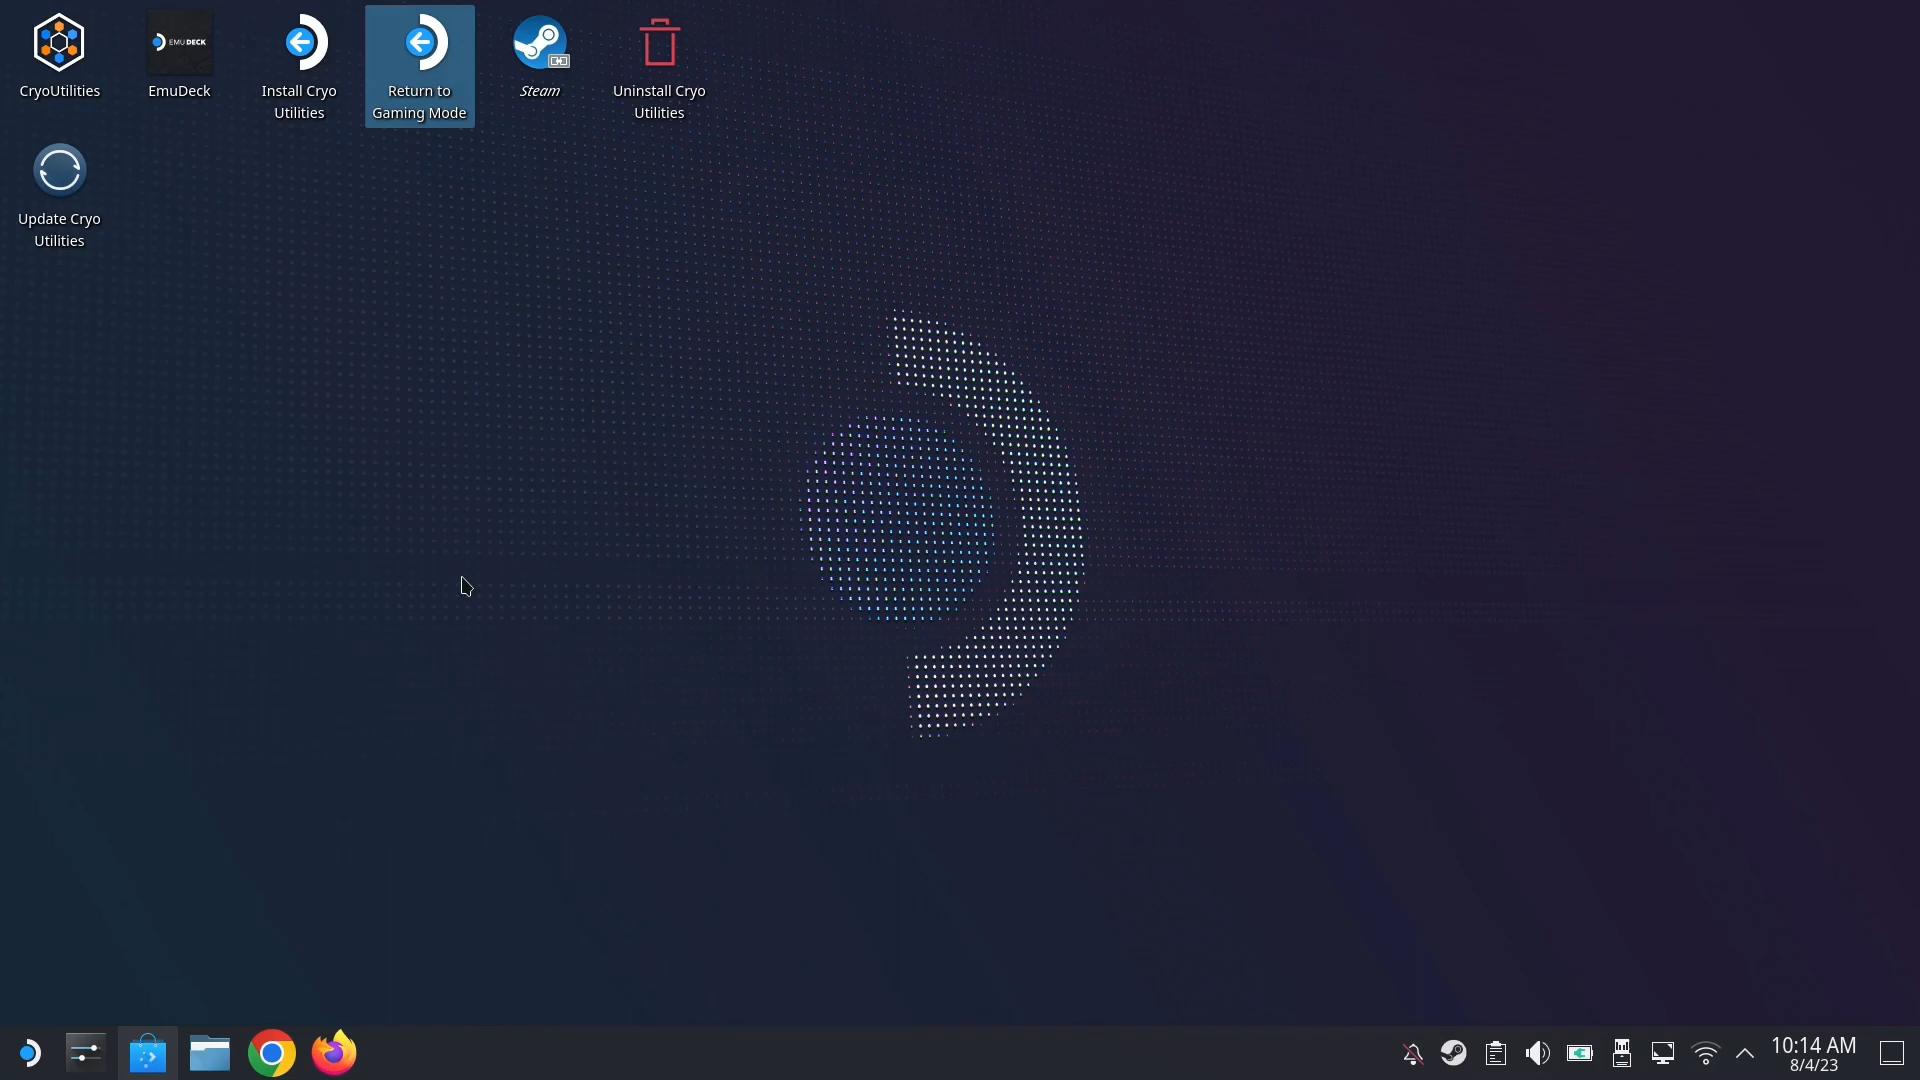 CryoUtilities
EMUDECK
EmuDeck
Install Cryo
Utilities
Return to
Gaming Mode
Steam
Uninstall Cryo
Utilities
Update Cryo
Utilities
10:14 AM
8/4/23